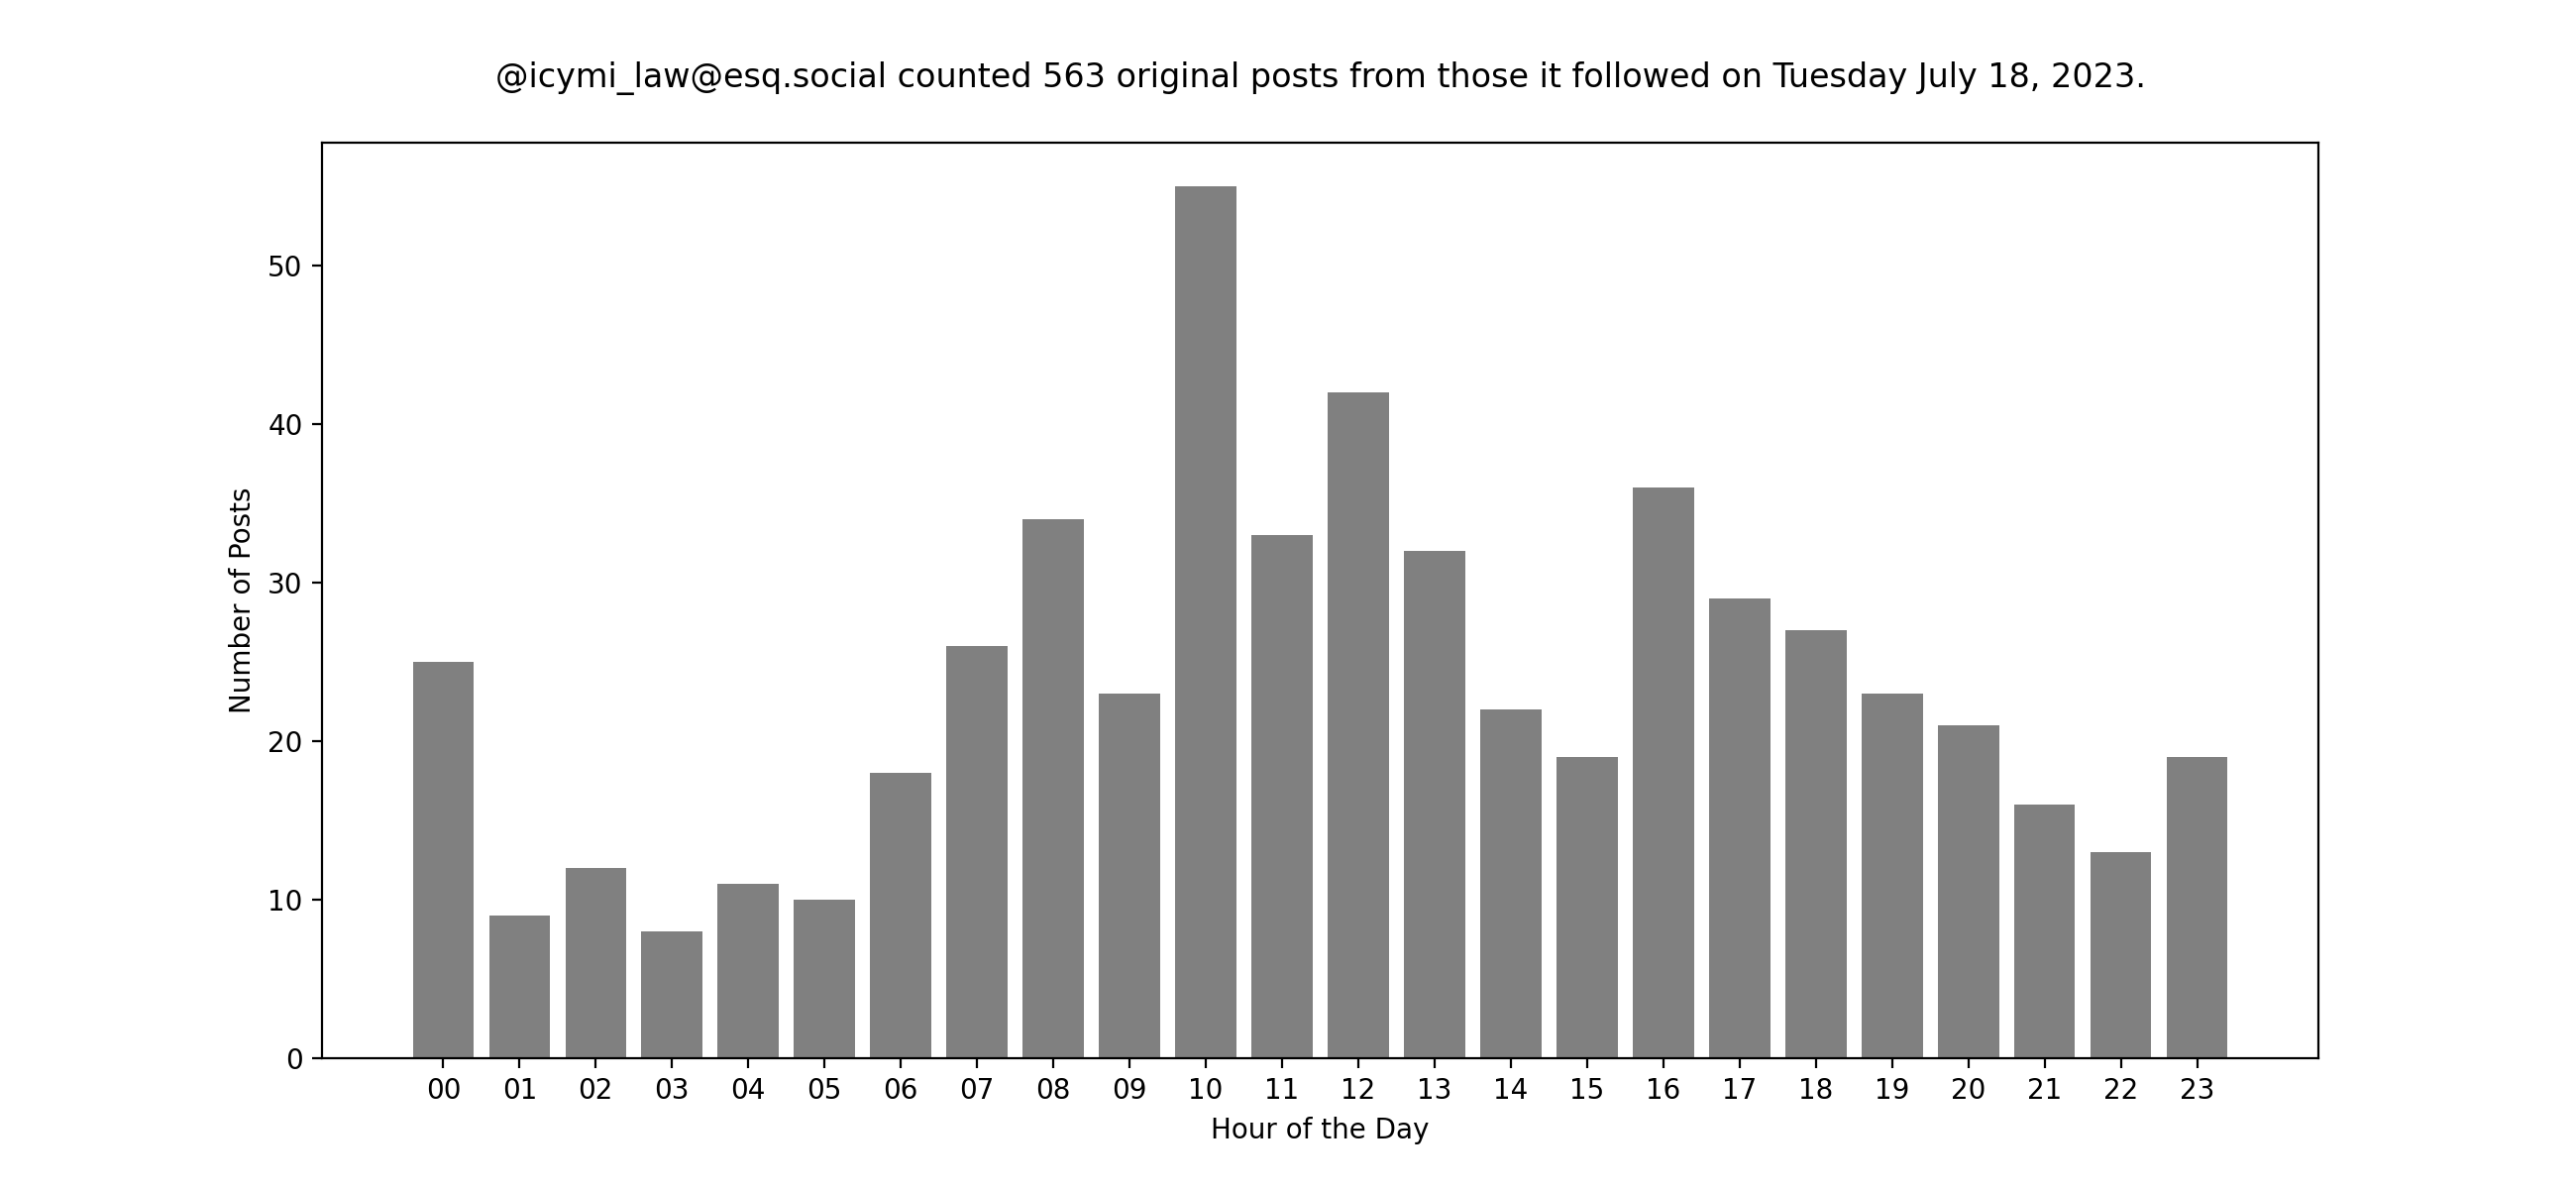 @icymi_law@esq.social counted 563 original posts from those it followed on Tuesday July 18, 2023.
50
40
30
20
10
0
Number of Posts
00 01 02 03 04 05 06 07 08 09 10 11 12 13 14 15 16 17 18 19 20 21 22 23
Hour of the Day